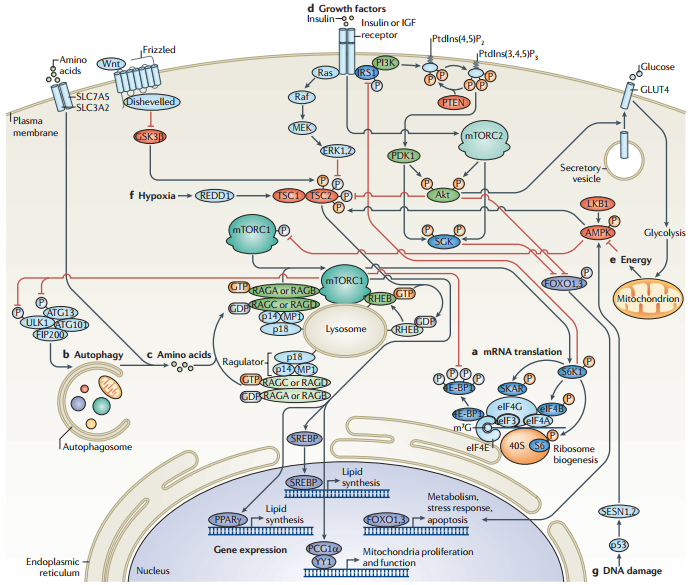 d Growth factors
Insulin
Insulin or IGF
receptor
PtdIns(4,5)P2
PtdIns(3,4,5)P3
Amino
acids
Wnt
Frizzled
Glucose
GLUT4
SLC7A5
SLC3A2
Dishevelled
Ras
IRS1
PI3K
P
P
P
P
P
P
P
P
PTEN
Plasma
membrane
Raf
MEK
GSK3β
ERK1,2
mTORC2
PDK1
Secretory
vesicle
P
P
P
P
P
P
f Hypoxia
REDD1
TSC1
TSC2
P
Akt
LKB1
P
mTORC1
P
P
P
SGK
AMPK
Glycolysis
e Energy
P
FOXO1,3
Mitochondrion
GTP
RAGA or RAGB
mTORC1
RHEB
GTP
GDP
RAGC or RAGD
p14
MP1
p18
Lysosome
RHEB
GDP
P
P
ATG13
ULK1
ATG101
FIP200
b Autophagy
c Amino acids
Ragulator
p18
p14
MP1
GTP
RAGC or RAGD
GDP
RAGA or RAGB
a mRNA translation
P
P
P
P
4E-BP1
SKAR
P
S6K1
P
4E-BP1
eIF4G
eIF4B
P
m7G
eIF3
eIF4A
eIF4E
40S
S6
P
Ribosome
biogenesis
Autophagosome
SREBP
SREBP
Lipid
synthesis
PPARγ
Lipid
synthesis
FOXO1,3
Metabolism,
stress response,
apoptosis
SESN1,2
p53
g DNA damage
Gene expression
PCG1α
YY1
Mitochondria proliferation
and function
Endoplasmic
reticulum
Nucleus